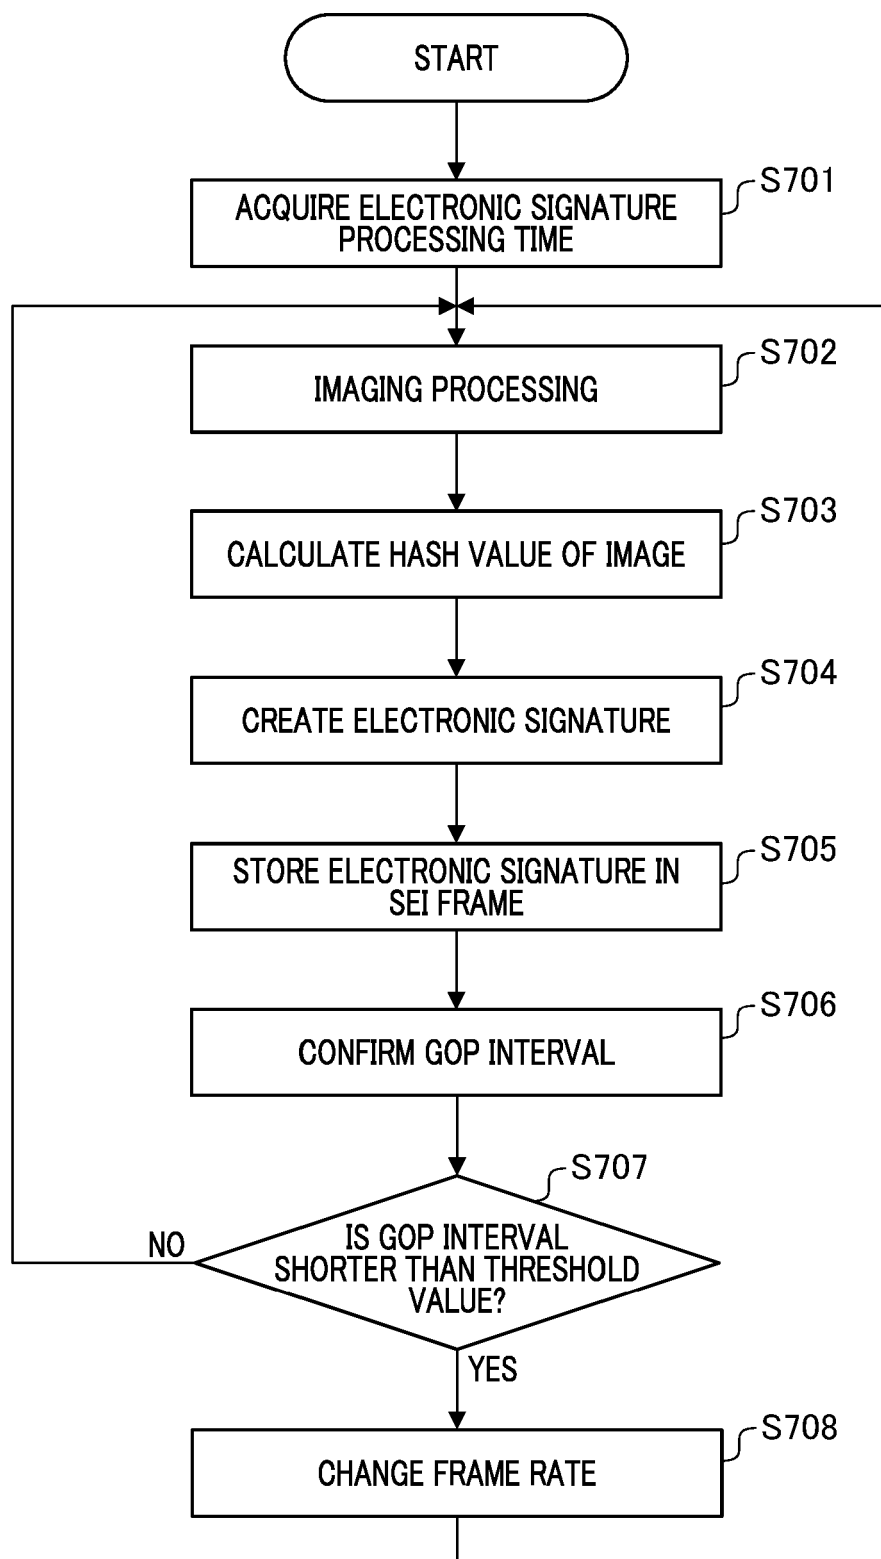 START
S701
ACQUIRE ELECTRONIC SIGNATURE
PROCESSING TIME
S702
IMAGING PROCESSING
S703
CALCULATE HASH VALUE OF IMAGE
S704
CREATE ELECTRONIC SIGNATURE
S705
STORE ELECTRONIC SIGNATURE IN
SEI FRAME
S706
CONFIRM GOP INTERVAL
S707
IS GOP INTERVAL
SHORTER THAN THRESHOLD
VALUE?
NO
YES
S708
CHANGE FRAME RATE